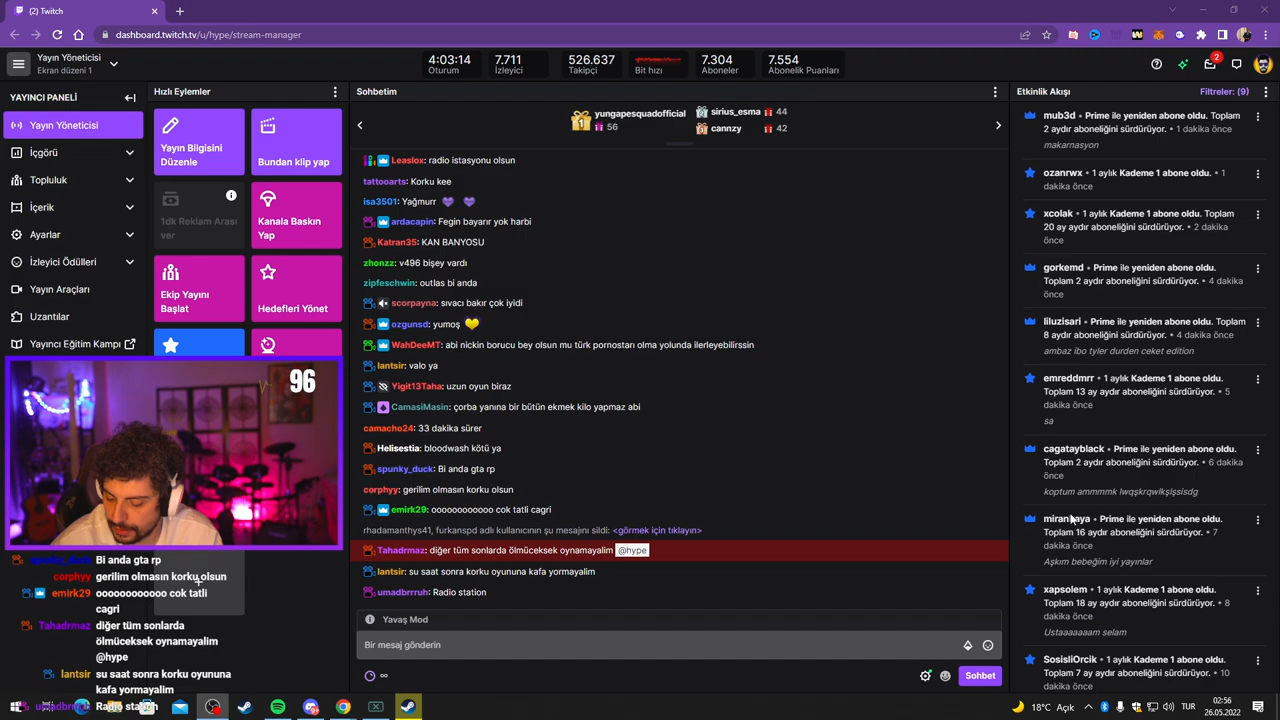 (2) Twitch
dashboard.twitch.tv/u/hype/stream-manager
Yayın Yöneticisi
Ekran düzeni 1
4:03:14
Oturum
7.711
İzleyici
526.637
Takipçi
Bit hızı
7.304
Aboneler
7.554
Abonelik Puanları
2
YAYINCI PANELİ
Yayın Yöneticisi
İçgörü
Topluluk
İçerik
Ayarlar
İzleyici Ödülleri
Yayın Araçları
Uzantılar
Yayıncı Eğitim Kampı
Hızlı Eylemler
Yayın Bilgisini
Düzenle
Bundan klip yap
1dk Reklam Arası
ver
Kanala Baskın
Yap
Ekip Yayını
Başlat
Hedefleri Yönet
96
Bi anda gta rp
corphyy gerilim olmasın korku olsun
emirk29 oooooooooooo cok tatli
cagri
Tahadrmaz diğer tüm sonlarda
ölmüceksek oynamayalim
@hype
lantsir su saat sonra korku oyununa
kafa yormayalim
umadbrrruh Radio station
Sohbetim
1
yungapesquadofficial
56
sirius_esma 44
cannzy 42
Leaslox: radio istasyonu olsun
tattooarts: Korku kee
isa3501: Yağmurr
ardacapin: Fegin bayarır yok harbi
Katran35: KAN BANYOSU
zhonzz: v496 bişey vardı
zipfeschwin: outlas bi anda
scorpayna: sıvacı bakır çok iyidi
ozgunsd: yumoş
WahDeeMT: abi nickin borucu bey olsun mu türk pornostarı olma yolunda ilerleyebilirsin
lantsir: valo ya
Yigit13Taha: uzun oyun biraz
CamasiMasin: çorba yanına bir bütün ekmek kilo yapmaz abi
camacho24: 33 dakika sürer
Helisestia: bloodwash kötü ya
spunky_duck: Bi anda gta rp
corphyy: gerilim olmasın korku olsun
emirk29: oooooooooooo cok tatli cagri
rhadamanthys41, furkanspd adlı kullanıcının şu mesajını sildi: <görmek için tıklayın>
Tahadrmaz: diğer tüm sonlarda ölmüceksek oynamayalim @hype
lantsir: su saat sonra korku oyununa kafa yormayalim
umadbrrruh: Radio station
Yavaş Mod
Bir mesaj gönderin
∞
Sohbet
Etkinlik Akışı
Filtreler: (9)
mub3d • Prime ile yeniden abone oldu. Toplam
2 aydır aboneliğini sürdürüyor. • 1 dakika önce
makarnasyon
ozanrwx • 1 aylık Kademe 1 abone oldu. • 1
dakika önce
xcolak • 1 aylık Kademe 1 abone oldu. Toplam
20 ay aydır aboneliğini sürdürüyor. • 2 dakika
önce
gorkemd • Prime ile yeniden abone oldu.
Toplam 2 aydır aboneliğini sürdürüyor. • 4 dakika
önce
liluzisari • Prime ile yeniden abone oldu. Toplam
8 aydır aboneliğini sürdürüyor. • 4 dakika önce
ambaz ibo tyler durden ceket edition
emreddmrr • 1 aylık Kademe 1 abone oldu.
Toplam 13 ay aydır aboneliğini sürdürüyor. • 5
dakika önce
sa
cagatayblack • Prime ile yeniden abone oldu.
Toplam 2 aydır aboneliğini sürdürüyor. • 6 dakika
önce
koptum ammmmk lwqşkrqwlkşlşssisdg
Prime ile yeniden abone oldu.
Toplam 16 aydır aboneliğini sürdürüyor. • 7
dakika önce
Aşkım bebeğim iyi yayınlar
xapsolem • 1 aylık Kademe 1 abone oldu.
Toplam 18 ay aydır aboneliğini sürdürüyor. • 8
dakika önce
Ustaaaaaaam selam
SosisliOrcik • 1 aylık Kademe 1 abone oldu.
Toplam 7 ay aydır aboneliğini sürdürüyor. • 10
dakika önce
18°C Açık
TUR
02:56
26.05.2022